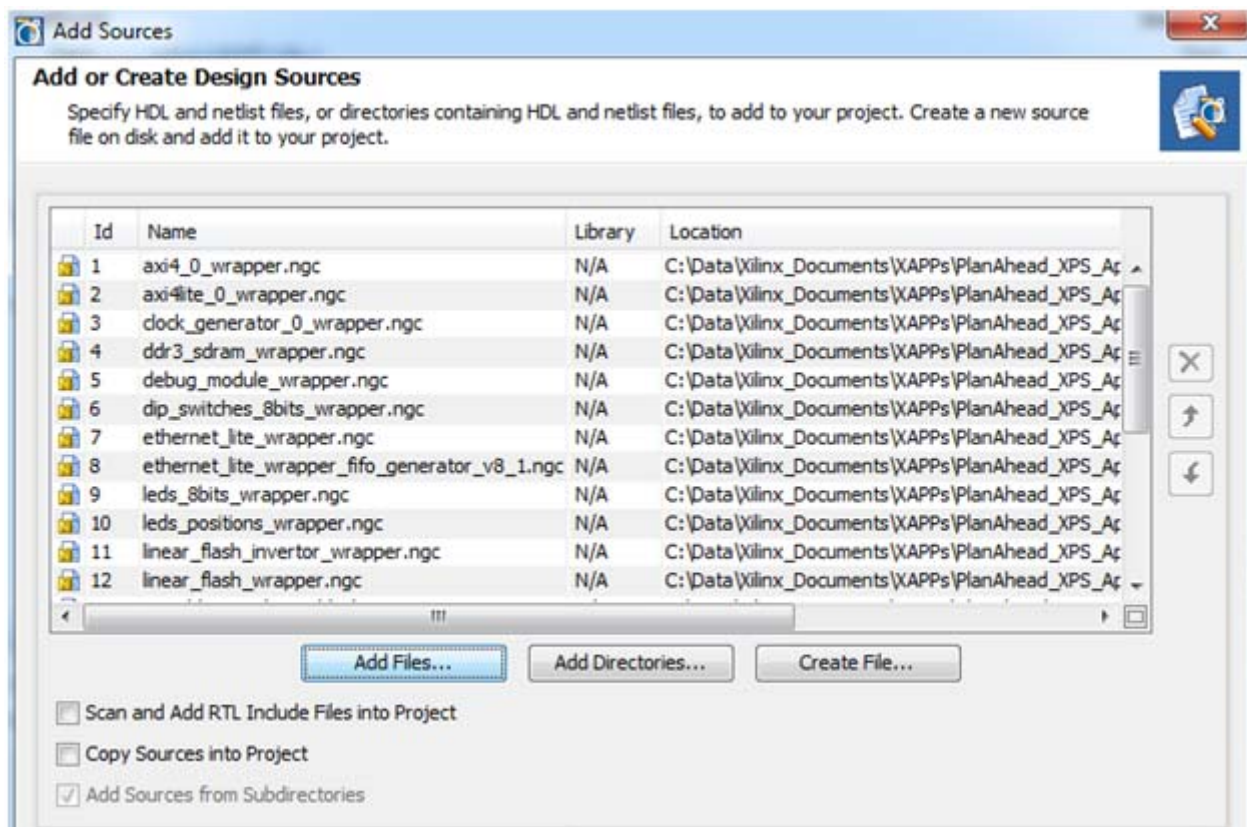 Add Sources
Add or Create Design Sources
Specify HDL and netlist files, or directories containing HDL and netlist files, to add to your project. Create a new source
file on disk and add it to your project.
Id Name Library Location
1 axi4_0_wrapper.ngc N/A C:\Data\Xilinx_Documents\XAPPs\PlanAhead_XPS_Ap
2 axi4lite_0_wrapper.ngc N/A C:\Data\Xilinx_Documents\XAPPs\PlanAhead_XPS_Ap
3 clock_generator_0_wrapper.ngc N/A C:\Data\Xilinx_Documents\XAPPs\PlanAhead_XPS_Ap
4 ddr3_sdram_wrapper.ngc N/A C:\Data\Xilinx_Documents\XAPPs\PlanAhead_XPS_Ap
5 debug_module_wrapper.ngc N/A C:\Data\Xilinx_Documents\XAPPs\PlanAhead_XPS_Ap
6 dip_switches_8bits_wrapper.ngc N/A C:\Data\Xilinx_Documents\XAPPs\PlanAhead_XPS_Ap
7 ethernet_lite_wrapper.ngc N/A C:\Data\Xilinx_Documents\XAPPs\PlanAhead_XPS_Ap
8 ethernet_lite_wrapper_fifo_generator_v8_1.ngc N/A C:\Data\Xilinx_Documents\XAPPs\PlanAhead_XPS_Ap
9 leds_8bits_wrapper.ngc N/A C:\Data\Xilinx_Documents\XAPPs\PlanAhead_XPS_Ap
10 leds_positions_wrapper.ngc N/A C:\Data\Xilinx_Documents\XAPPs\PlanAhead_XPS_Ap
11 linear_flash_invertor_wrapper.ngc N/A C:\Data\Xilinx_Documents\XAPPs\PlanAhead_XPS_Ap
12 linear_flash_wrapper.ngc N/A C:\Data\Xilinx_Documents\XAPPs\PlanAhead_XPS_Ap
Add Files... Add Directories... Create File...
Scan and Add RTL Include Files into Project
Copy Sources into Project
Add Sources from Subdirectories